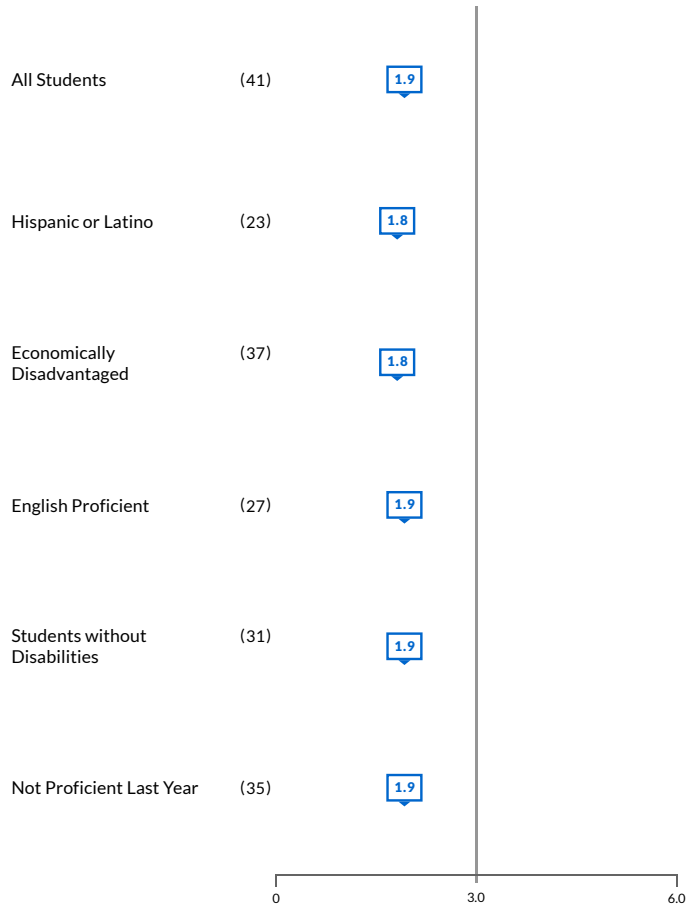 All Students (41) 1.9
Hispanic or Latino (23) 1.8
Economically (37) 1.8
Disadvantaged
English Proficient (27) 1.9
Students without (31) 1.9
Disabilities
Not Proficient Last Year (35) 1.9
0 3.0 6.0